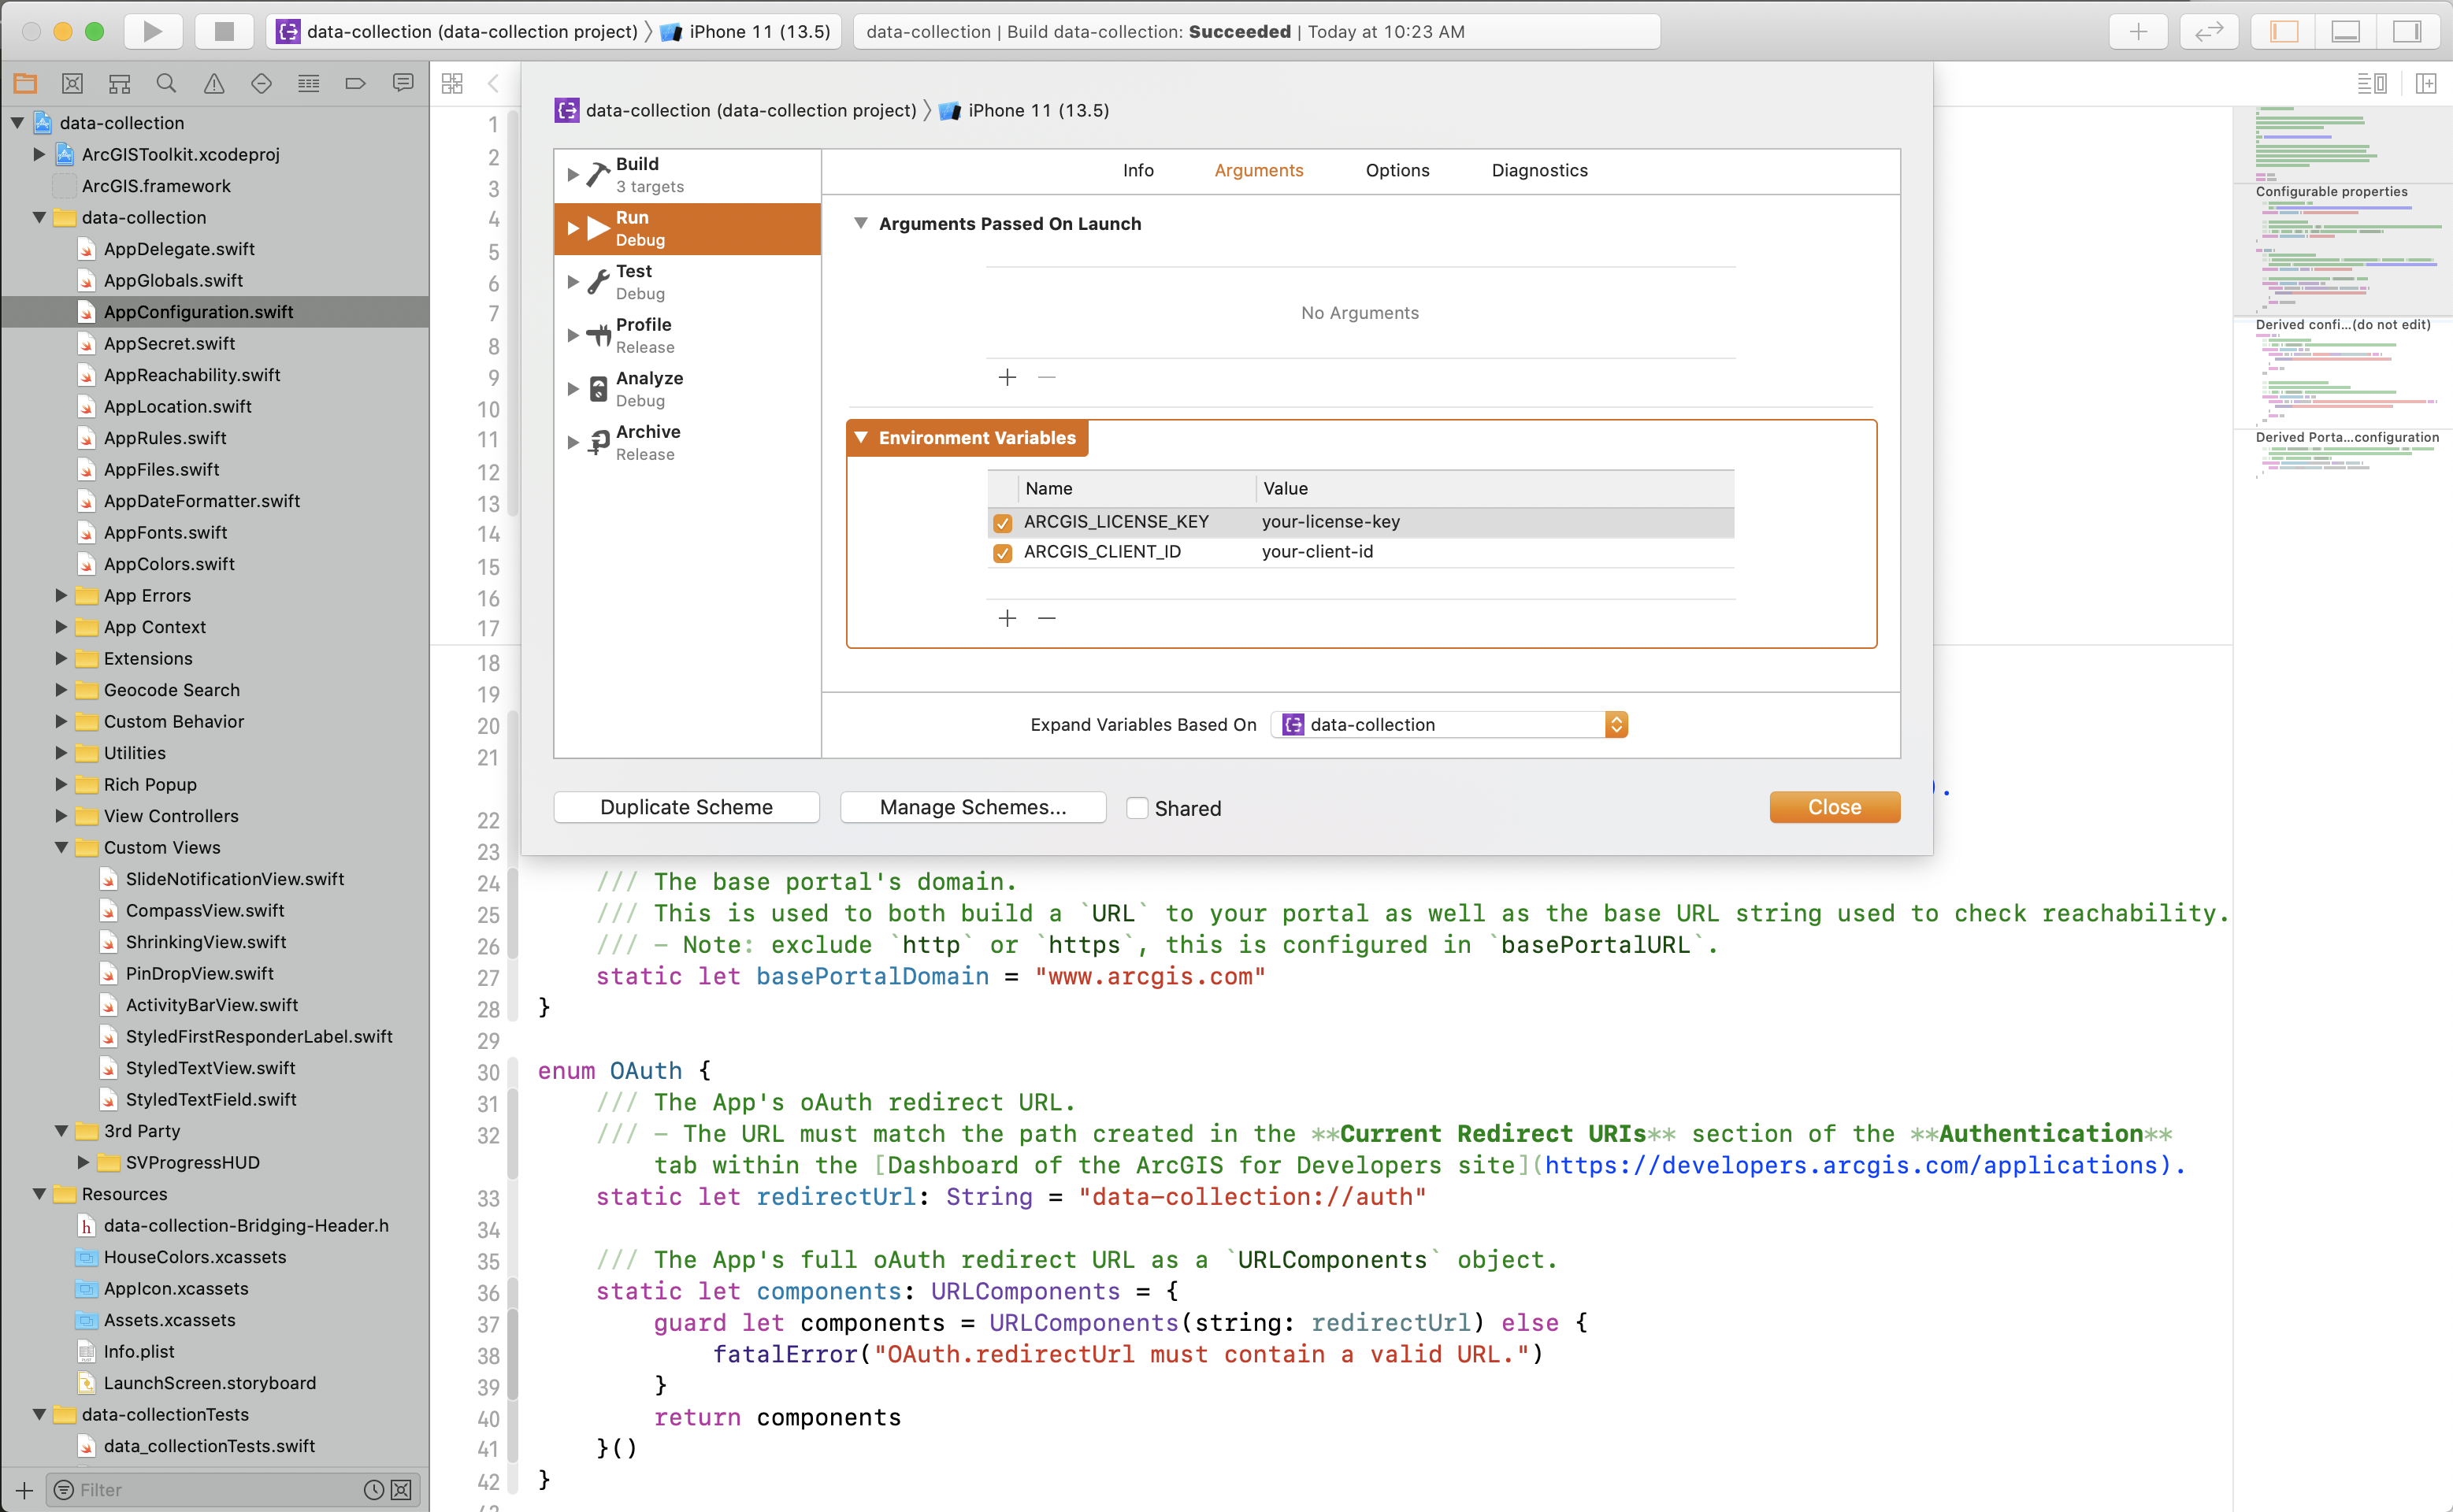 data-collection (data-collection project) 〉 iPhone 11 (13.5)
data-collection | Build data-collection: Succeeded | Today at 10:23 AM
data-collection
ArcGISToolkit.xcodeproj
ArcGIS.framework
data-collection
AppDelegate.swift
AppGlobals.swift
AppConfiguration.swift
AppSecret.swift
AppReachability.swift
AppLocation.swift
AppRules.swift
AppFiles.swift
AppDateFormatter.swift
AppFonts.swift
AppColors.swift
App Errors
App Context
Extensions
Geocode Search
Custom Behavior
Utilities
Rich Popup
View Controllers
Custom Views
SlideNotificationView.swift
CompassView.swift
ShrinkingView.swift
PinDropView.swift
ActivityBarView.swift
StyledFirstResponderLabel.swift
StyledTextView.swift
StyledTextField.swift
3rd Party
SVProgressHUD
Resources
data-collection-Bridging-Header.h
HouseColors.xcassets
AppIcon.xcassets
Assets.xcassets
Info.plist
LaunchScreen.storyboard
data-collectionTests
data_collectionTests.swift
Filter
data-collection (data-collection project) 〉 iPhone 11 (13.5)
Build
3 targets
Run
Debug
Test
Debug
Profile
Release
Analyze
Debug
Archive
Release
Info Arguments Options Diagnostics
Arguments Passed On Launch
No Arguments
Environment Variables
Name Value
ARCGIS_LICENSE_KEY your-license-key
ARCGIS_CLIENT_ID your-client-id
Expand Variables Based On data-collection
Duplicate Scheme Manage Schemes... Shared Close
1
2
3
4
5
6
7
8
9
10
11
12
13
14
15
16
17
18
19
20
21
).
22
23
24 /// The base portal's domain.
25 /// This is used to both build a `URL` to your portal as well as the base URL string used to check reachability.
26 /// - Note: exclude `http` or `https`, this is configured in `basePortalURL`.
27 static let basePortalDomain = "www.arcgis.com"
28 }
29
30 enum OAuth {
31 /// The App's oAuth redirect URL.
32 /// - The URL must match the path created in the **Current Redirect URIs** section of the **Authentication**
tab within the [Dashboard of the ArcGIS for Developers site](https://developers.arcgis.com/applications).
33 static let redirectUrl: String = "data-collection://auth"
34
35 /// The App's full oAuth redirect URL as a `URLComponents` object.
36 static let components: URLComponents = {
37 guard let components = URLComponents(string: redirectUrl) else {
38 fatalError("OAuth.redirectUrl must contain a valid URL.")
39 }
40 return components
41 }()
42 }
Configurable properties
Derived confi...(do not edit)
Derived Porta...configuration